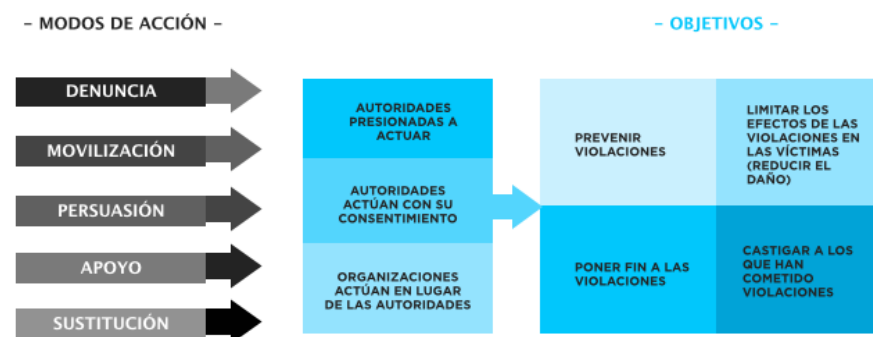 - MODOS DE ACCIÓN -
- OBJETIVOS -
DENUNCIA
MOVILIZACIÓN
PERSUASIÓN
APOYO
SUSTITUCIÓN
AUTORIDADES
PRESIONADAS A
ACTUAR
AUTORIDADES
ACTÚAN CON SU
CONSENTIMIENTO
ORGANIZACIONES
ACTÚAN EN LUGAR
DE LAS AUTORIDADES
PREVENIR
VIOLACIONES
LIMITAR LOS
EFECTOS DE LAS
VIOLACIONES EN
LAS VÍCTIMAS
(REDUCIR EL
DAÑO)
PONER FIN A LAS
VIOLACIONES
CASTIGAR A LOS
QUE HAN
COMETIDO
VIOLACIONES